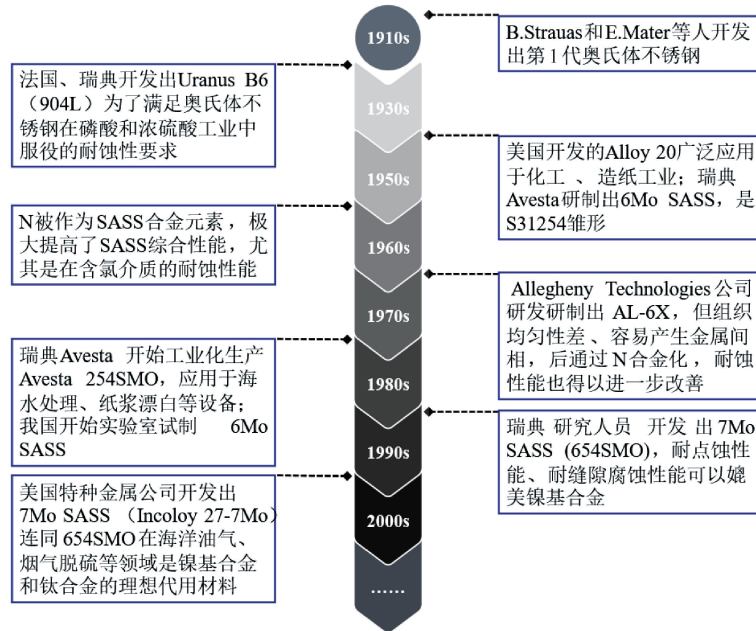 1910s
B.Strauas和E.Mater等人开发
出第1代奥氏体不锈钢
法国、瑞典开发出Uranus B6
（904L）为了满足奥氏体不
锈钢在磷酸和浓硫酸工业中
服役的耐蚀性要求
1930s
美国开发的Alloy 20广泛应用
于化工 、造纸工业；瑞典
Avesta研制出6Mo SASS，是
S31254雏形
1950s
N被作为SASS合金元素，极
大提高了SASS综合性能，尤
其是在含氯介质的耐蚀性能
1960s
Allegheny Technologies公司
研发研制出 AL-6X，但组织
均匀性差、容易产生金属间
相，后通过N合金化，耐蚀
性能也得以进一步改善
1970s
瑞典Avesta 开始工业化生产
Avesta 254SMO，应用于海
水处理、纸浆漂白等设备；
我国开始实验室试制 6Mo
SASS
1980s
瑞典 研究人员 开发 出7Mo
SASS (654SMO)，耐点蚀性
能、耐缝隙腐蚀性能可以媲
美镍基合金
1990s
美国特种金属公司开发出
7Mo SASS （Incoloy 27-7Mo）
连同654SMO在海洋油气、
烟气脱硫等领域是镍基合金
和钛合金的理想代用材料
2000s
......